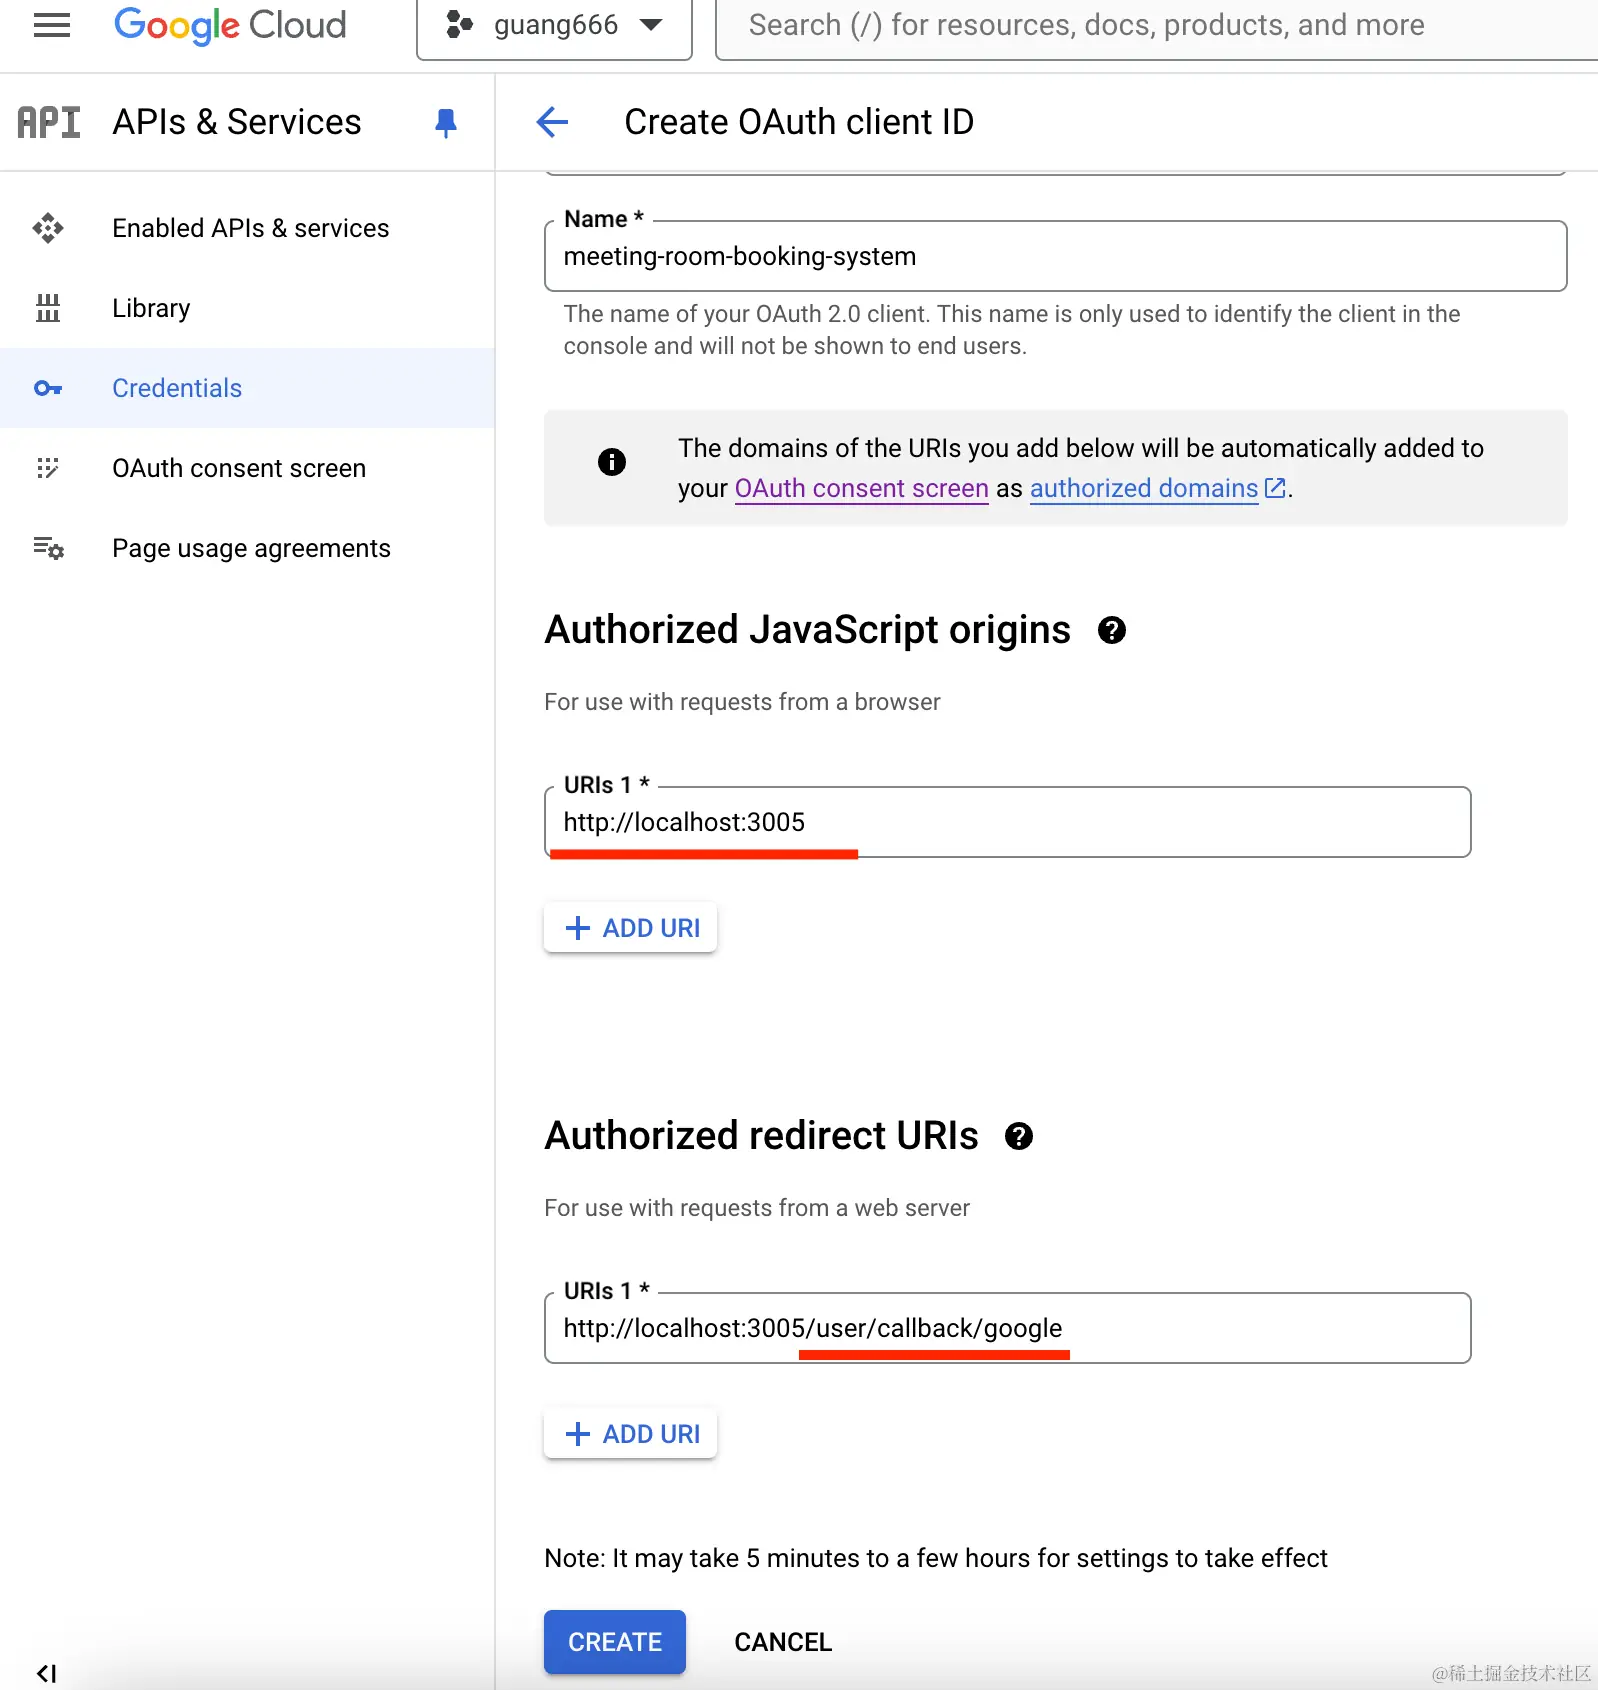 Google Cloud
guang666
Search (/) for resources, docs, products, and more
API
APIs & Services
Create OAuth client ID
Enabled APIs & services
Library
Credentials
OAuth consent screen
Page usage agreements
Name *
meeting-room-booking-system
The name of your OAuth 2.0 client. This name is only used to identify the client in the
console and will not be shown to end users.
The domains of the URIs you add below will be automatically added to
your OAuth consent screen as authorized domains.
Authorized JavaScript origins
For use with requests from a browser
URIs 1 *
http://localhost:3005
ADD URI
Authorized redirect URIs
For use with requests from a web server
URIs 1 *
http://localhost:3005/user/callback/google
ADD URI
Note: It may take 5 minutes to a few hours for settings to take effect
CREATE
CANCEL
@稀土掘金技术社区